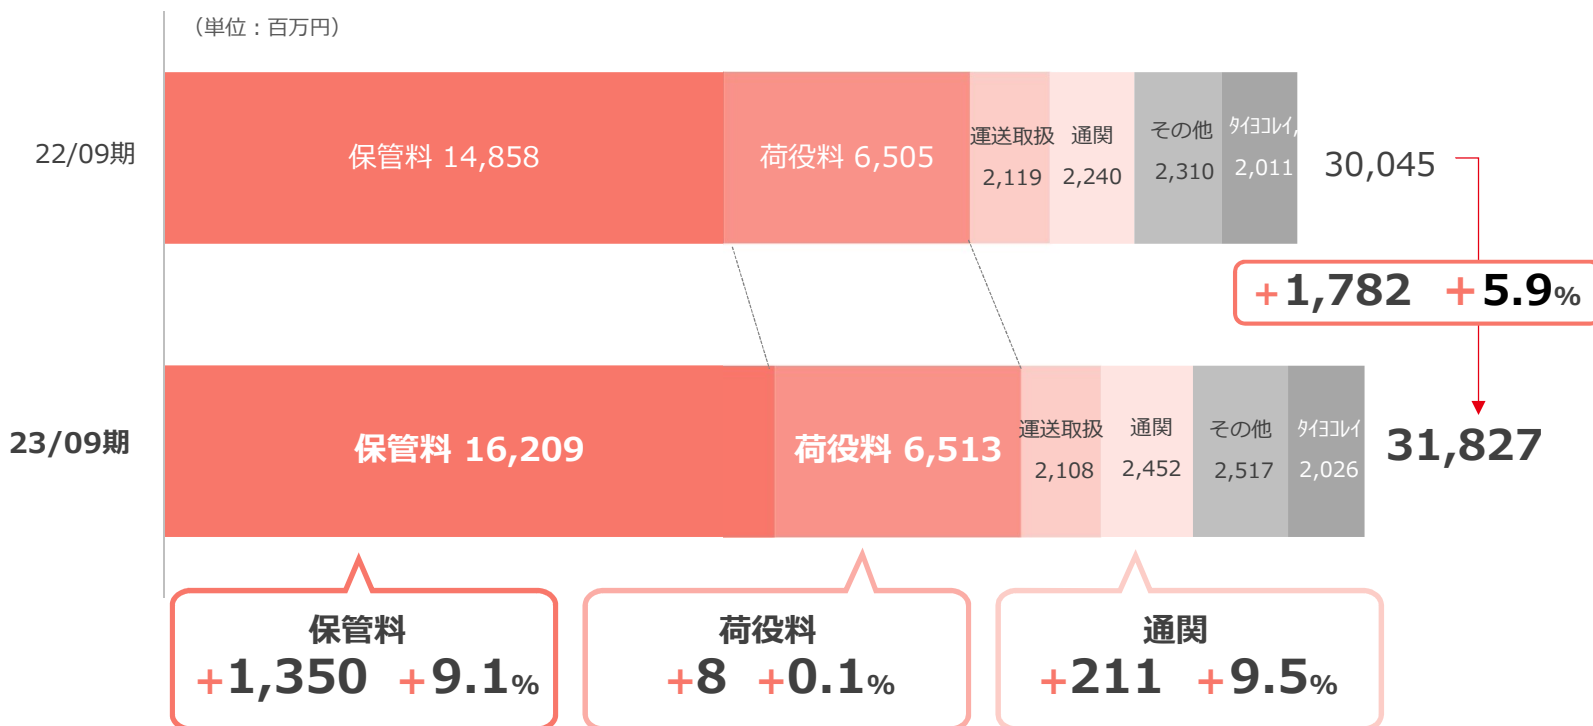 （単位：百万円）
22/09期
保管料 14,858
荷役料 6,505
運送取扱
2,119
通関
2,240
その他
2,310
ﾀｲﾖｺﾚｲ,
2,011
30,045
+1,782 +5.9%
23/09期
保管料 16,209
荷役料 6,513
運送取扱
2,108
通関
2,452
その他
2,517
ﾀｲﾖｺﾚｲ
2,026
31,827
保管料
+1,350 +9.1%
荷役料
+8 +0.1%
通関
+211 +9.5%